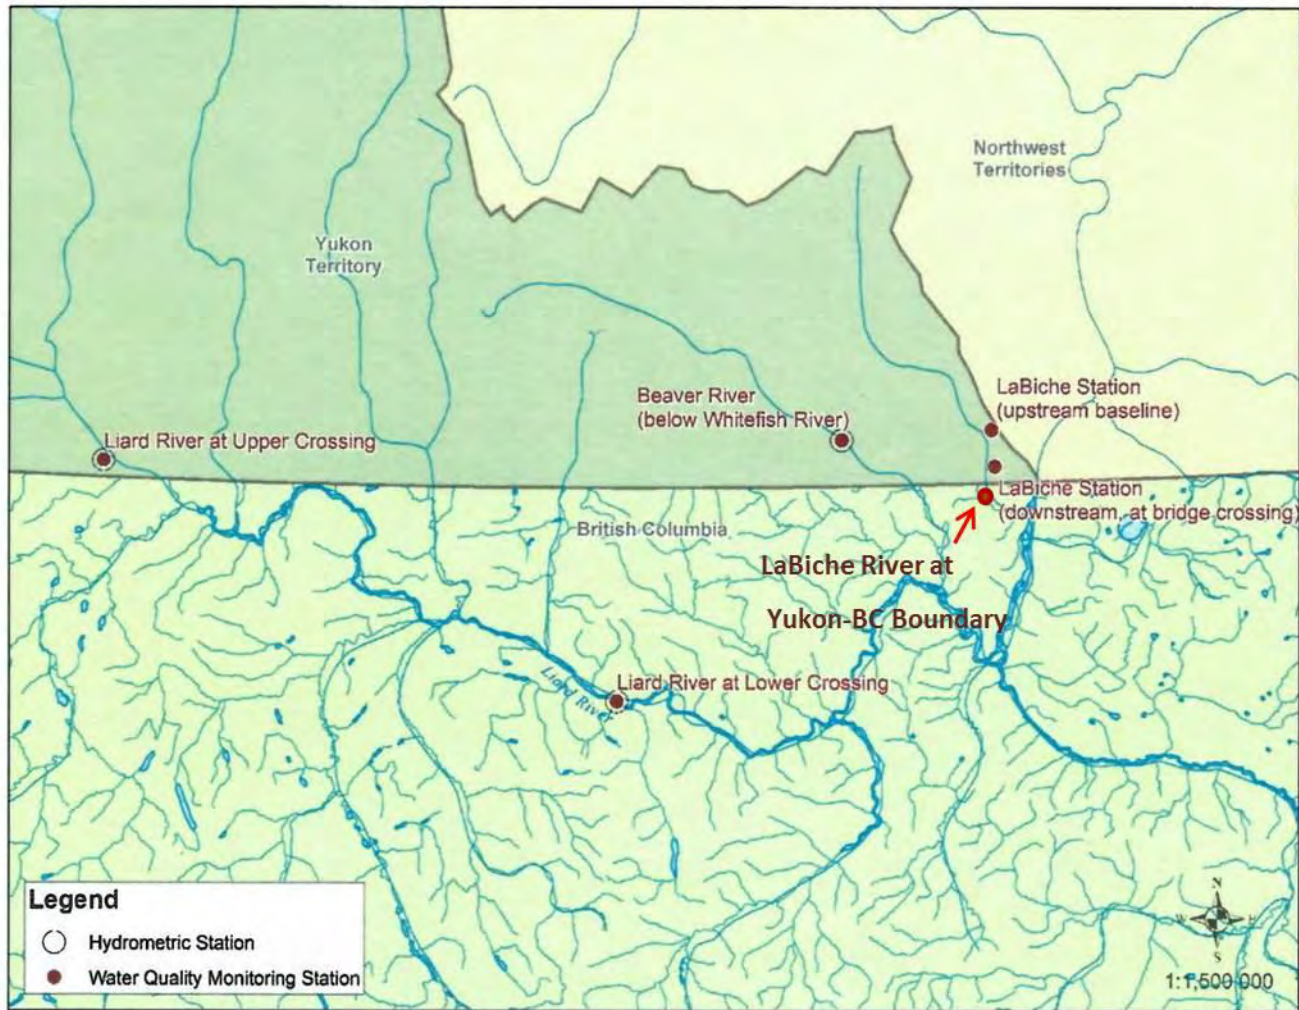 Northwest
Territories
Yukon
Territory
LaBiche Station
(upstream baseline)
Beaver River
(below Whitefish River)
Liard River at Upper Crossing
LaBiche Station
(downstream, at bridge crossing)
British Columbia
LaBiche River at
Yukon-BC Boundary
Liard River at Lower Crossing
Liard River
Legend
Hydrometric Station
Water Quality Monitoring Station
N
W E
S
1:1,500,000